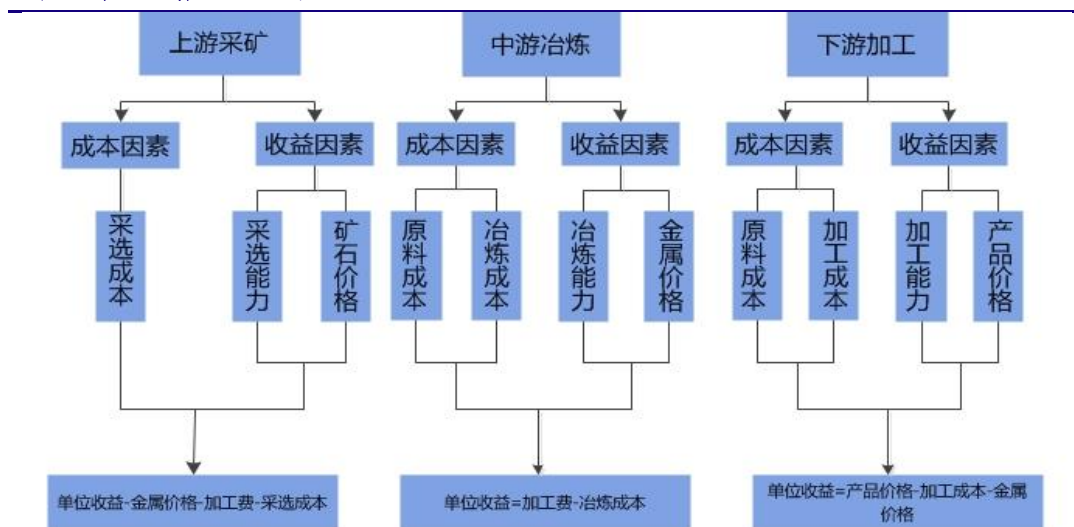 上游采矿
中游冶炼
下游加工
成本因素
收益因素
成本因素
收益因素
成本因素
收益因素
采选成本
采选能力
矿石价格
原料成本
冶炼成本
冶炼能力
金属价格
原料成本
加工成本
加工能力
产品价格
单位收益-金属价格-加工费-采选成本
单位收益=加工费-冶炼成本
单位收益=产品价格-加工成本-金属
价格